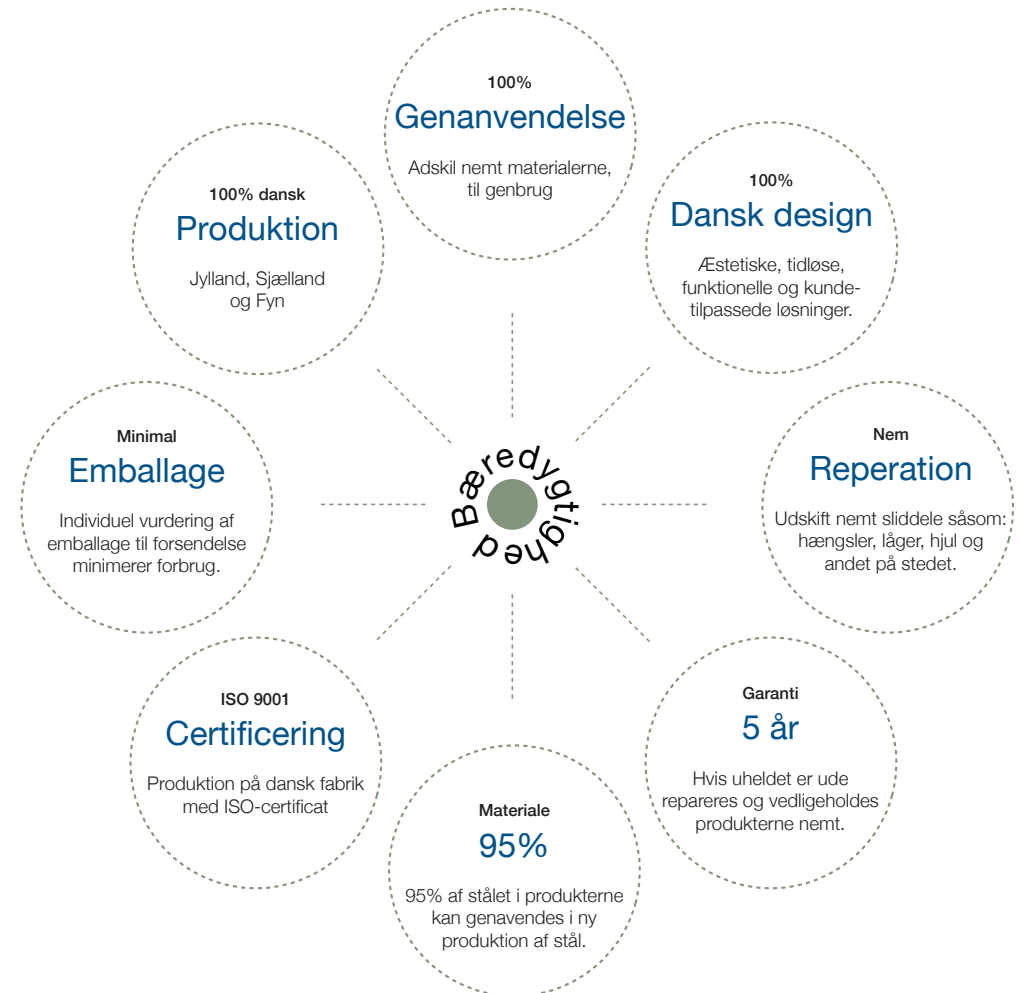 100%
Genanvendelse
Adskil nemt materialerne,
til genbrug
100% dansk
Produktion
Jylland, Sjælland
og Fyn
100%
Dansk design
Æstetiske, tidløse,
funktionelle og kunde-
tilpassede løsninger.
Minimal
Emballage
Individuel vurdering af
emballage til forsendelse
minimerer forbrug.
Bæredygtighed
Nem
Reperation
Udskift nemt sliddele såsom:
hængsler, låger, hjul og
andet på stedet.
ISO 9001
Certificering
Produktion på dansk fabrik
med ISO-certificat
Garanti
5 år
Hvis uheldet er ude
repareres og vedligeholdes
produkterne nemt.
Materiale
95%
95% af stålet i produkterne
kan genavendes i ny
produktion af stål.